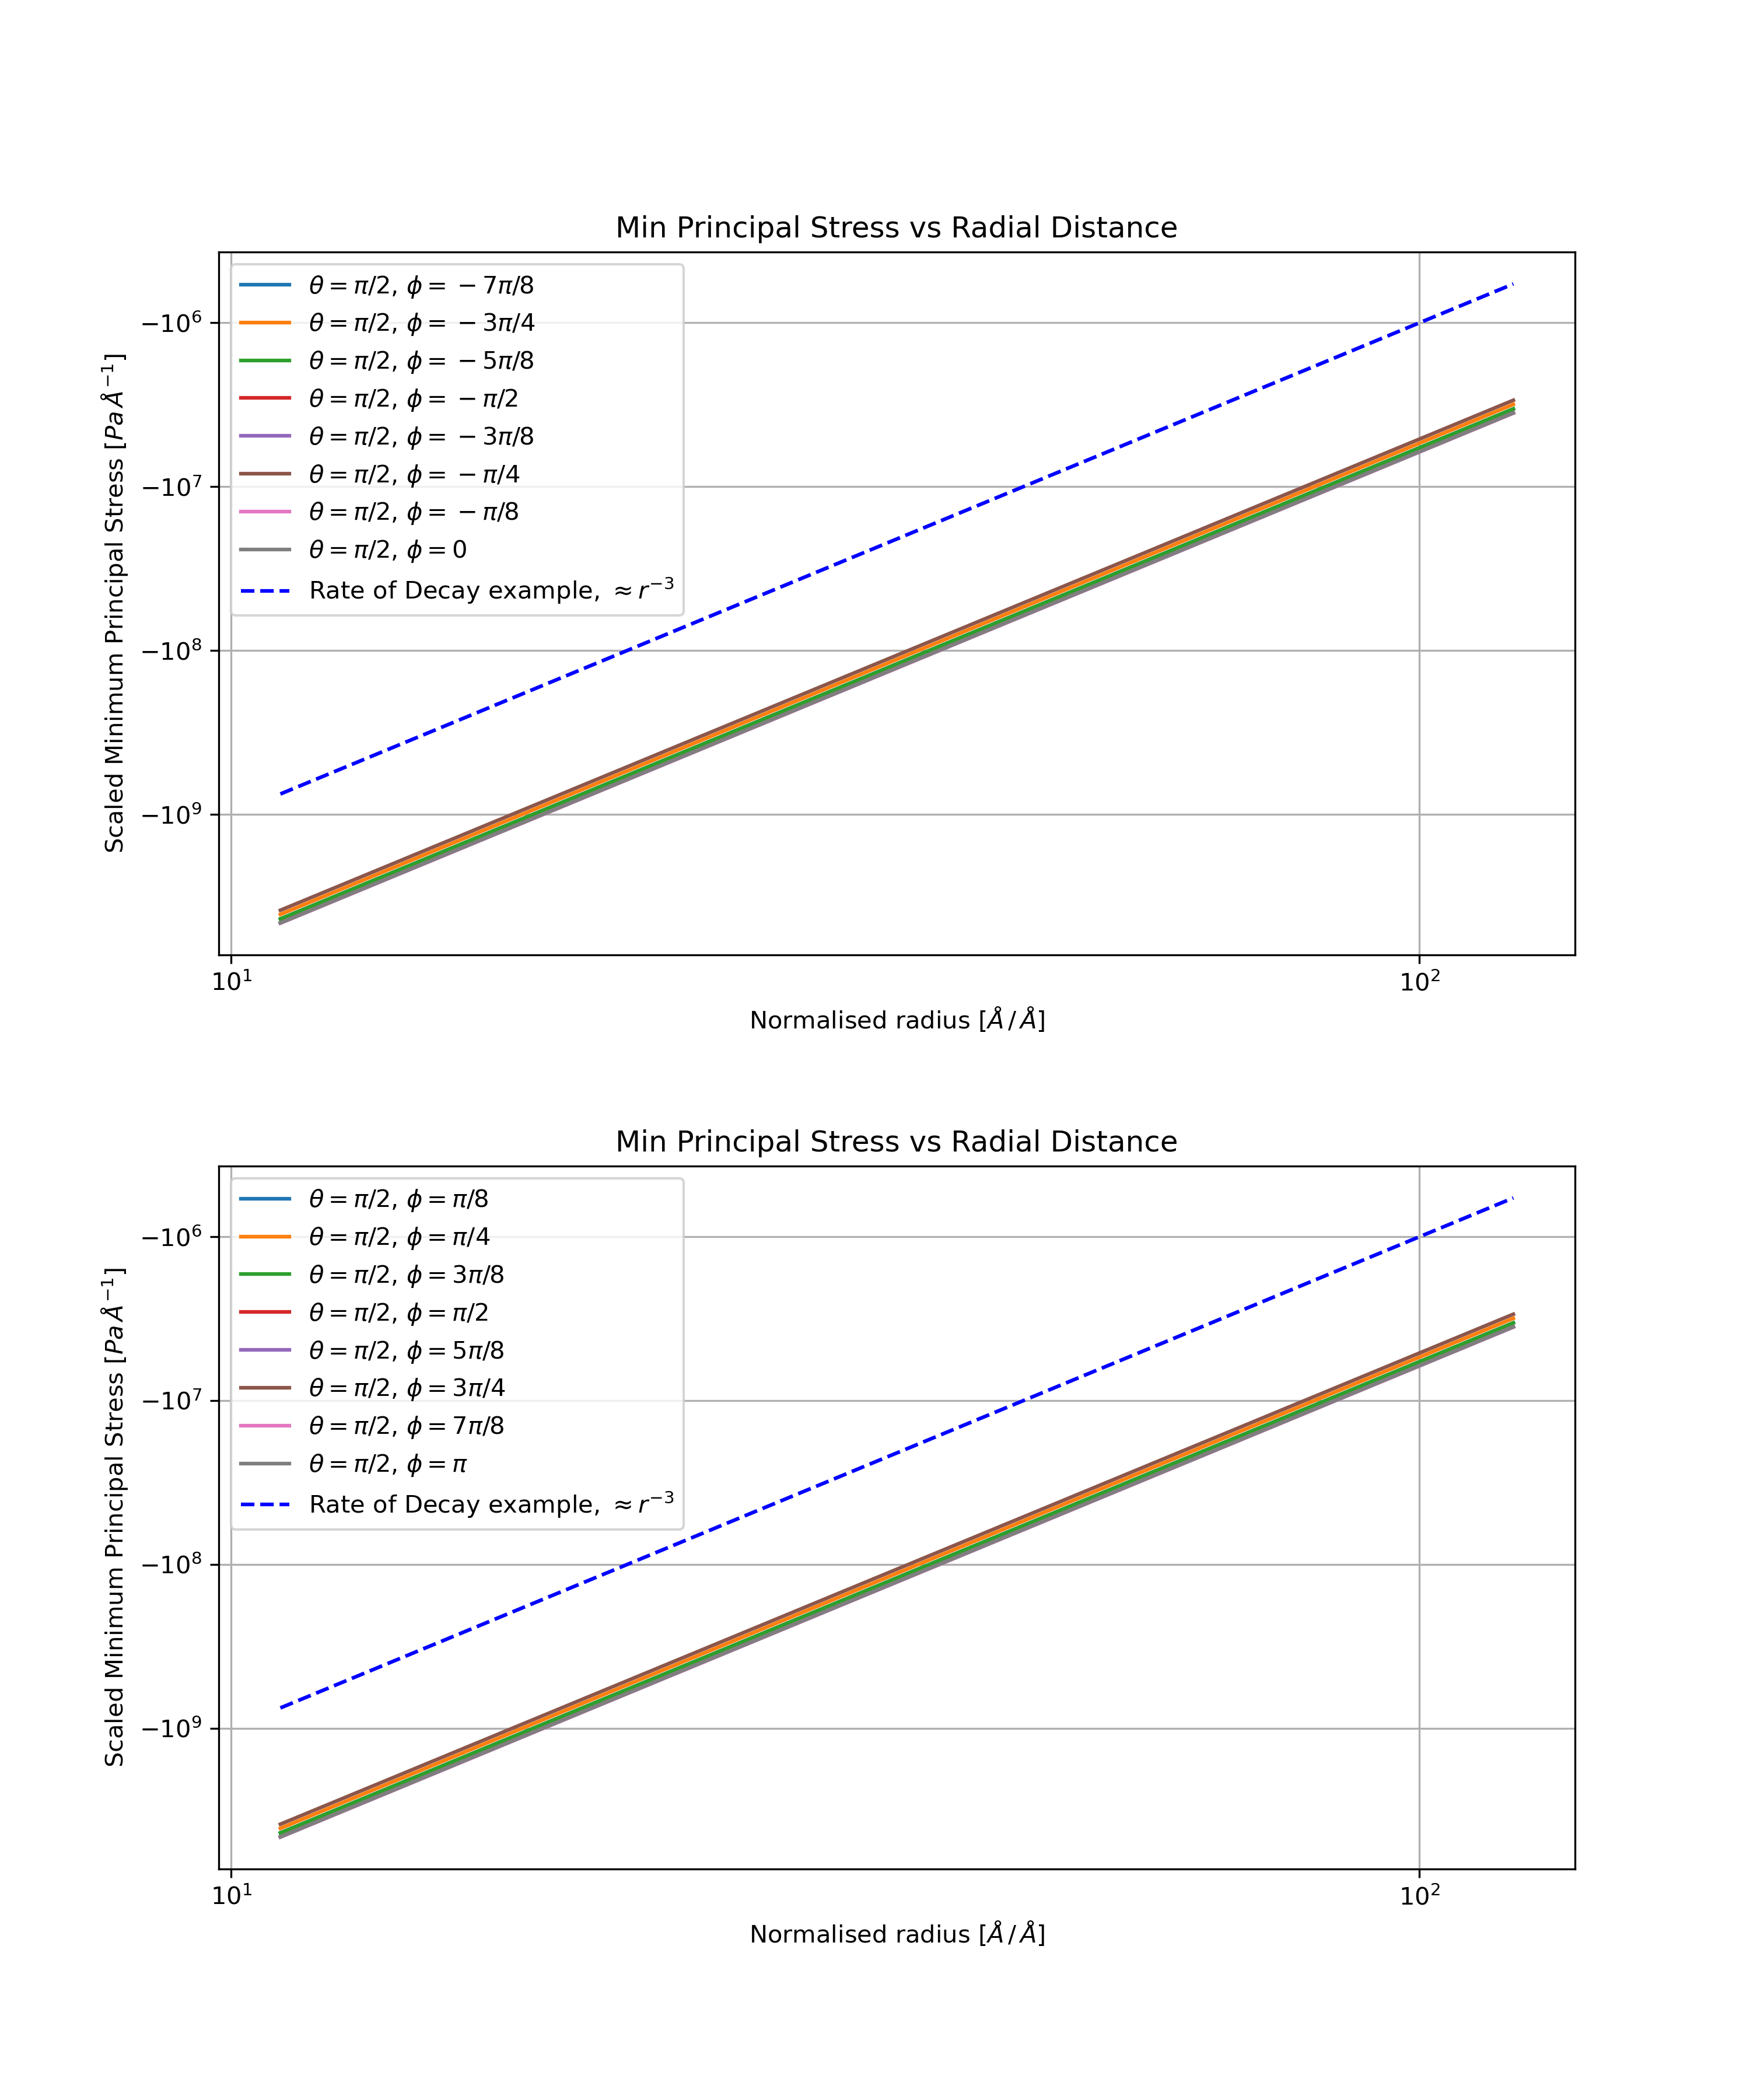 Min Principal Stress vs Radial Distance
θ = π/2, ϕ = − 7π/8
θ = π/2, ϕ = − 3π/4
θ = π/2, ϕ = − 5π/8
θ = π/2, ϕ = − π/2
θ = π/2, ϕ = − 3π/8
θ = π/2, ϕ = − π/4
θ = π/2, ϕ = − π/8
θ = π/2, ϕ = 0
Rate of Decay example, ≈ r⁻³
−10⁶
−10⁷
−10⁸
−10⁹
Scaled Minimum Principal Stress [Pa Å⁻¹]
10¹
10²
Normalised radius [Å / Å]
Min Principal Stress vs Radial Distance
θ = π/2, ϕ = π/8
θ = π/2, ϕ = π/4
θ = π/2, ϕ = 3π/8
θ = π/2, ϕ = π/2
θ = π/2, ϕ = 5π/8
θ = π/2, ϕ = 3π/4
θ = π/2, ϕ = 7π/8
θ = π/2, ϕ = π
Rate of Decay example, ≈ r⁻³
−10⁶
−10⁷
−10⁸
−10⁹
Scaled Minimum Principal Stress [Pa Å⁻¹]
10¹
10²
Normalised radius [Å / Å]